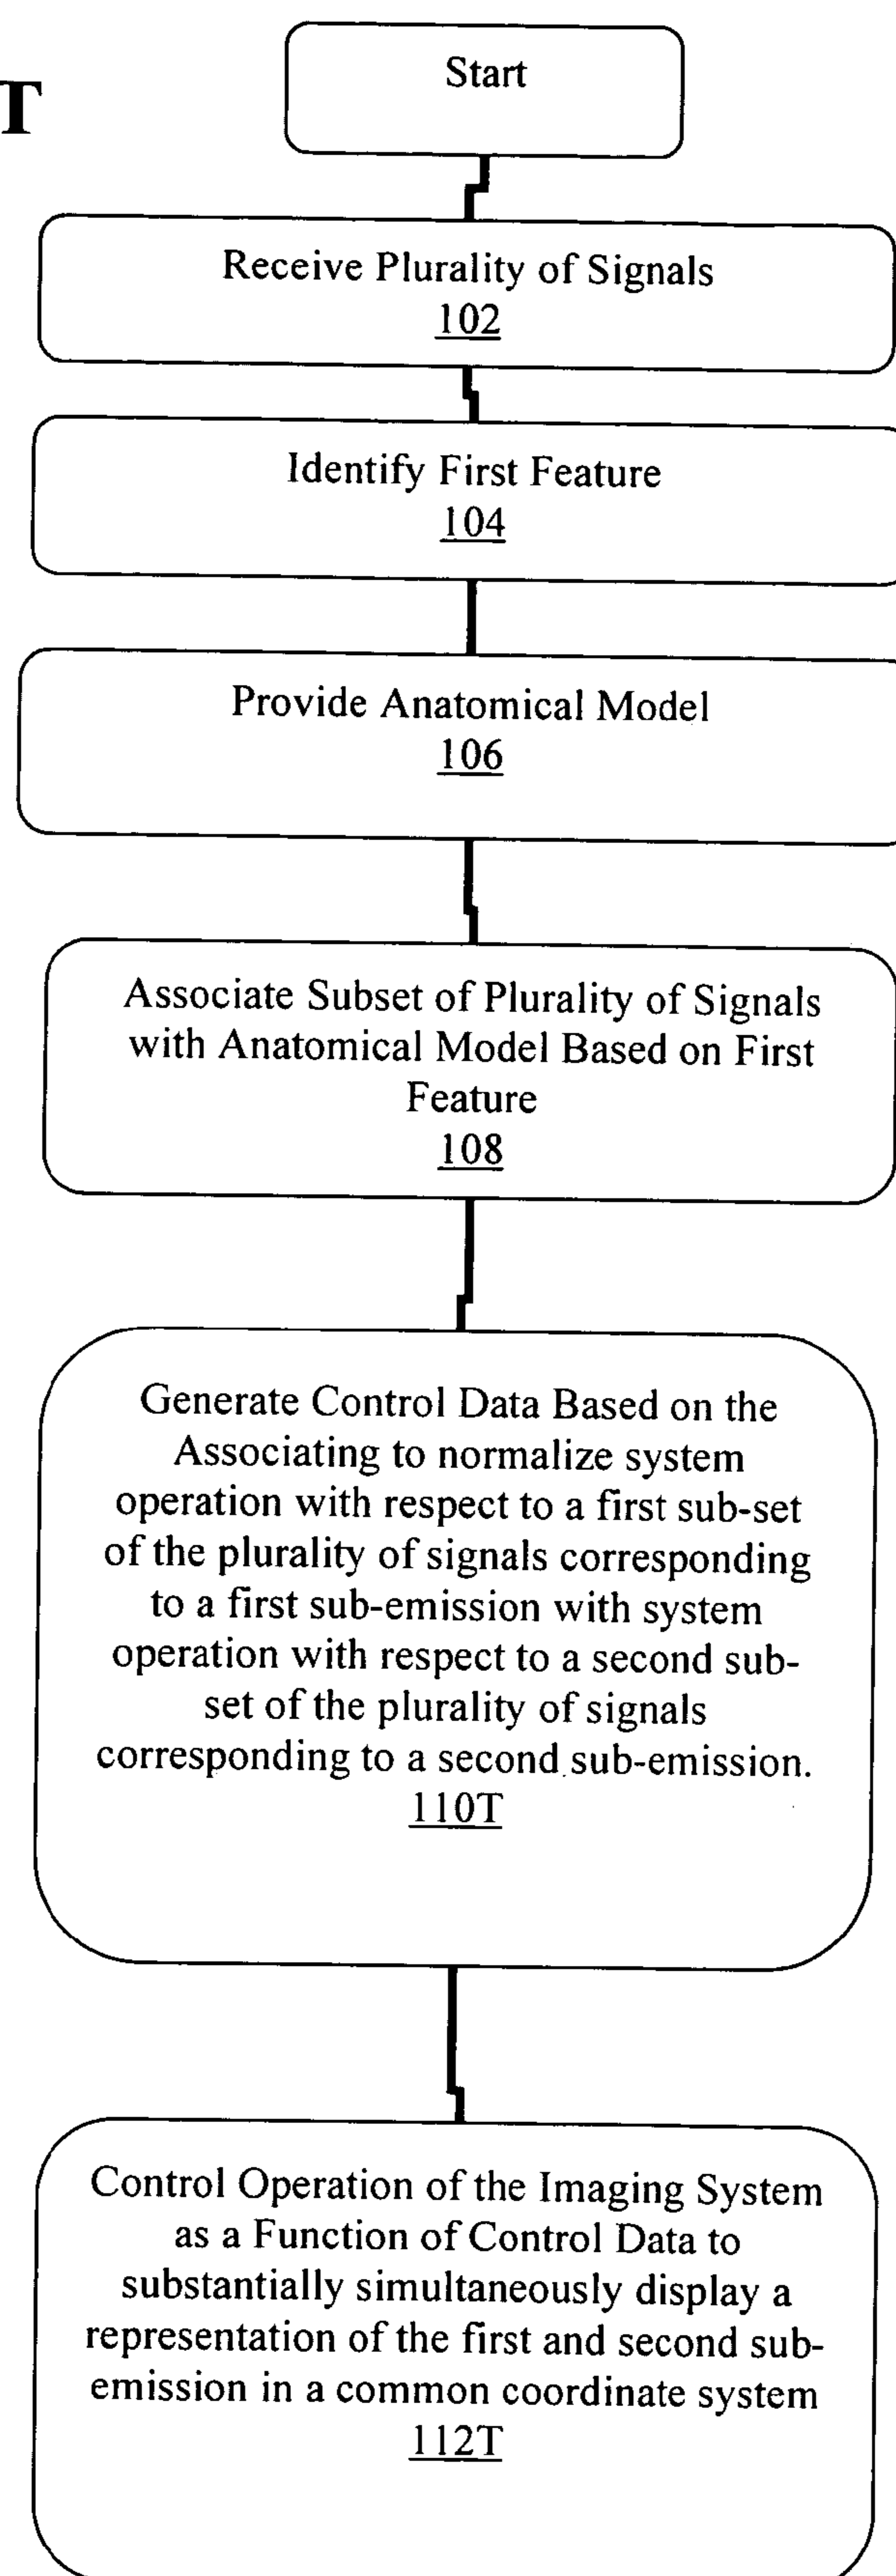 T
Start
Receive Plurality of Signals
102
Identify First Feature
104
Provide Anatomical Model
106
Associate Subset of Plurality of Signals
with Anatomical Model Based on First
Feature
108
Generate Control Data Based on the
Associating to normalize system
operation with respect to a first sub-set
of the plurality of signals corresponding
to a first sub-emission with system
operation with respect to a second sub-
set of the plurality of signals
corresponding to a second sub-emission.
110T
Control Operation of the Imaging System
as a Function of Control Data to
substantially simultaneously display a
representation of the first and second sub-
emission in a common coordinate system
112T